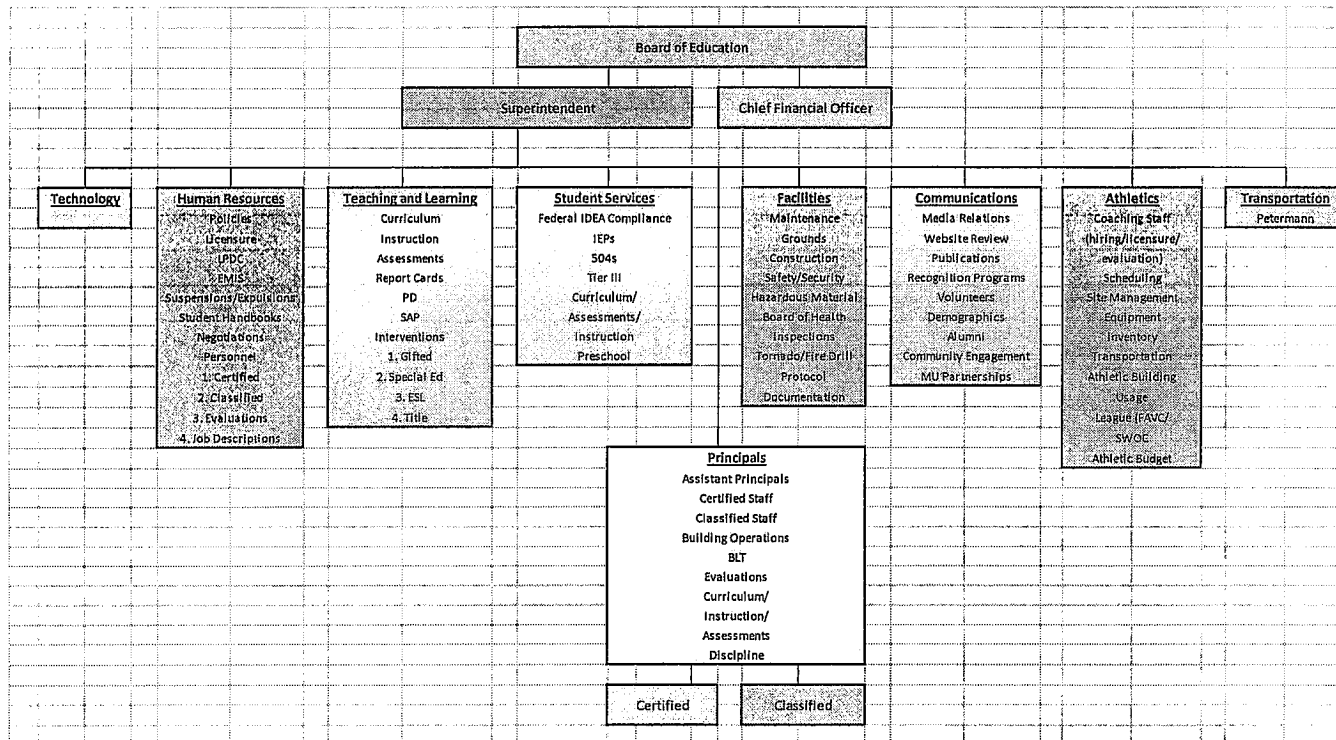 Board of Education
Superintendent
Chief Financial Officer
Technology
Human Resources
Policies
Licensure
LPDC
EMIS
Suspensions/Expulsions
Student Handbooks
Negotiations
Personnel
1. Certified
2. Classified
3. Evaluations
4. Job Descriptions
Teaching and Learning
Curriculum
Instruction
Assessments
Report Cards
PD
SAP
Interventions
1. Gifted
2. Special Ed
3. ESL
4. Title
Student Services
Federal IDEA Compliance
IEPs
504s
Tier III
Curriculum/
Assessments/
Instruction
Preschool
Facilities
Maintenance
Grounds
Construction
Safety/Security
Hazardous Material
Board of Health
Inspections
Tornado/Fire Drill
Protocol
Documentation
Communications
Media Relations
Website Review
Publications
Recognition Programs
Volunteers
Demographics
Alumni
Community Engagement
MU Partnerships
Athletics
Coaching Staff
(hiring/licensure/
evaluation)
Scheduling
Site Management
Equipment
Inventory
Transportation
Athletic Building
Usage
League (FAVC/
SWOC
Athletic Budget
Transportation
Petermann
Principals
Assistant Principals
Certified Staff
Classified Staff
Building Operations
BLT
Evaluations
Curriculum/
Instruction/
Assessments
Discipline
Certified
Classified